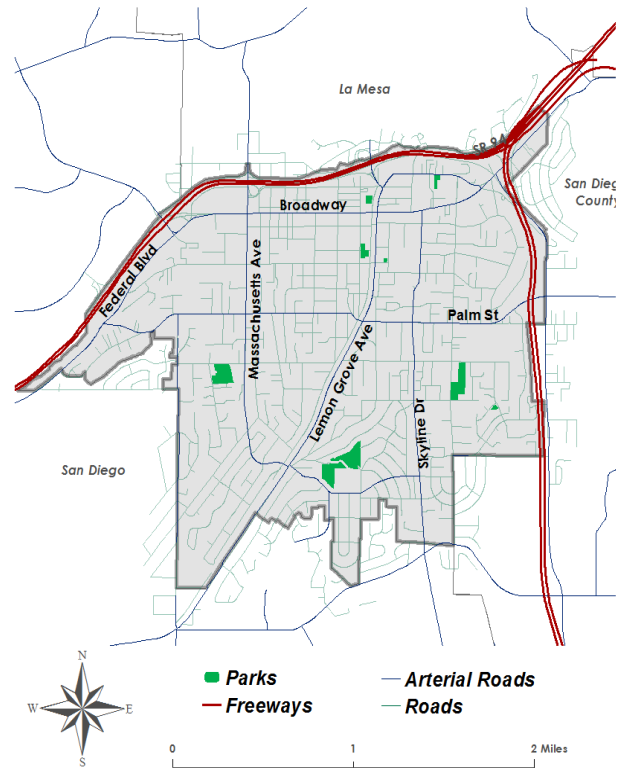 La Mesa
SR 94
San Dieg
County
Broadway
Federal Blvd
Massachusetts Ave
Palm St
Lemon Grove Ave
Skyline Dr
San Diego
N
W
E
S
Parks
Freeways
Arterial Roads
Roads
0
1
2 Miles